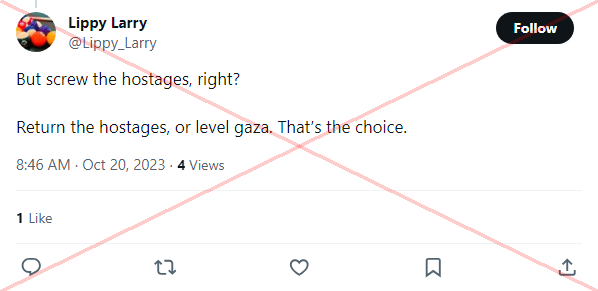 Lippy Larry
@Lippy_Larry
Follow
But screw the hostages, right?
Return the hostages, or level gaza. That's the choice.
8:46 AM · Oct 20, 2023 · 4 Views
1 Like